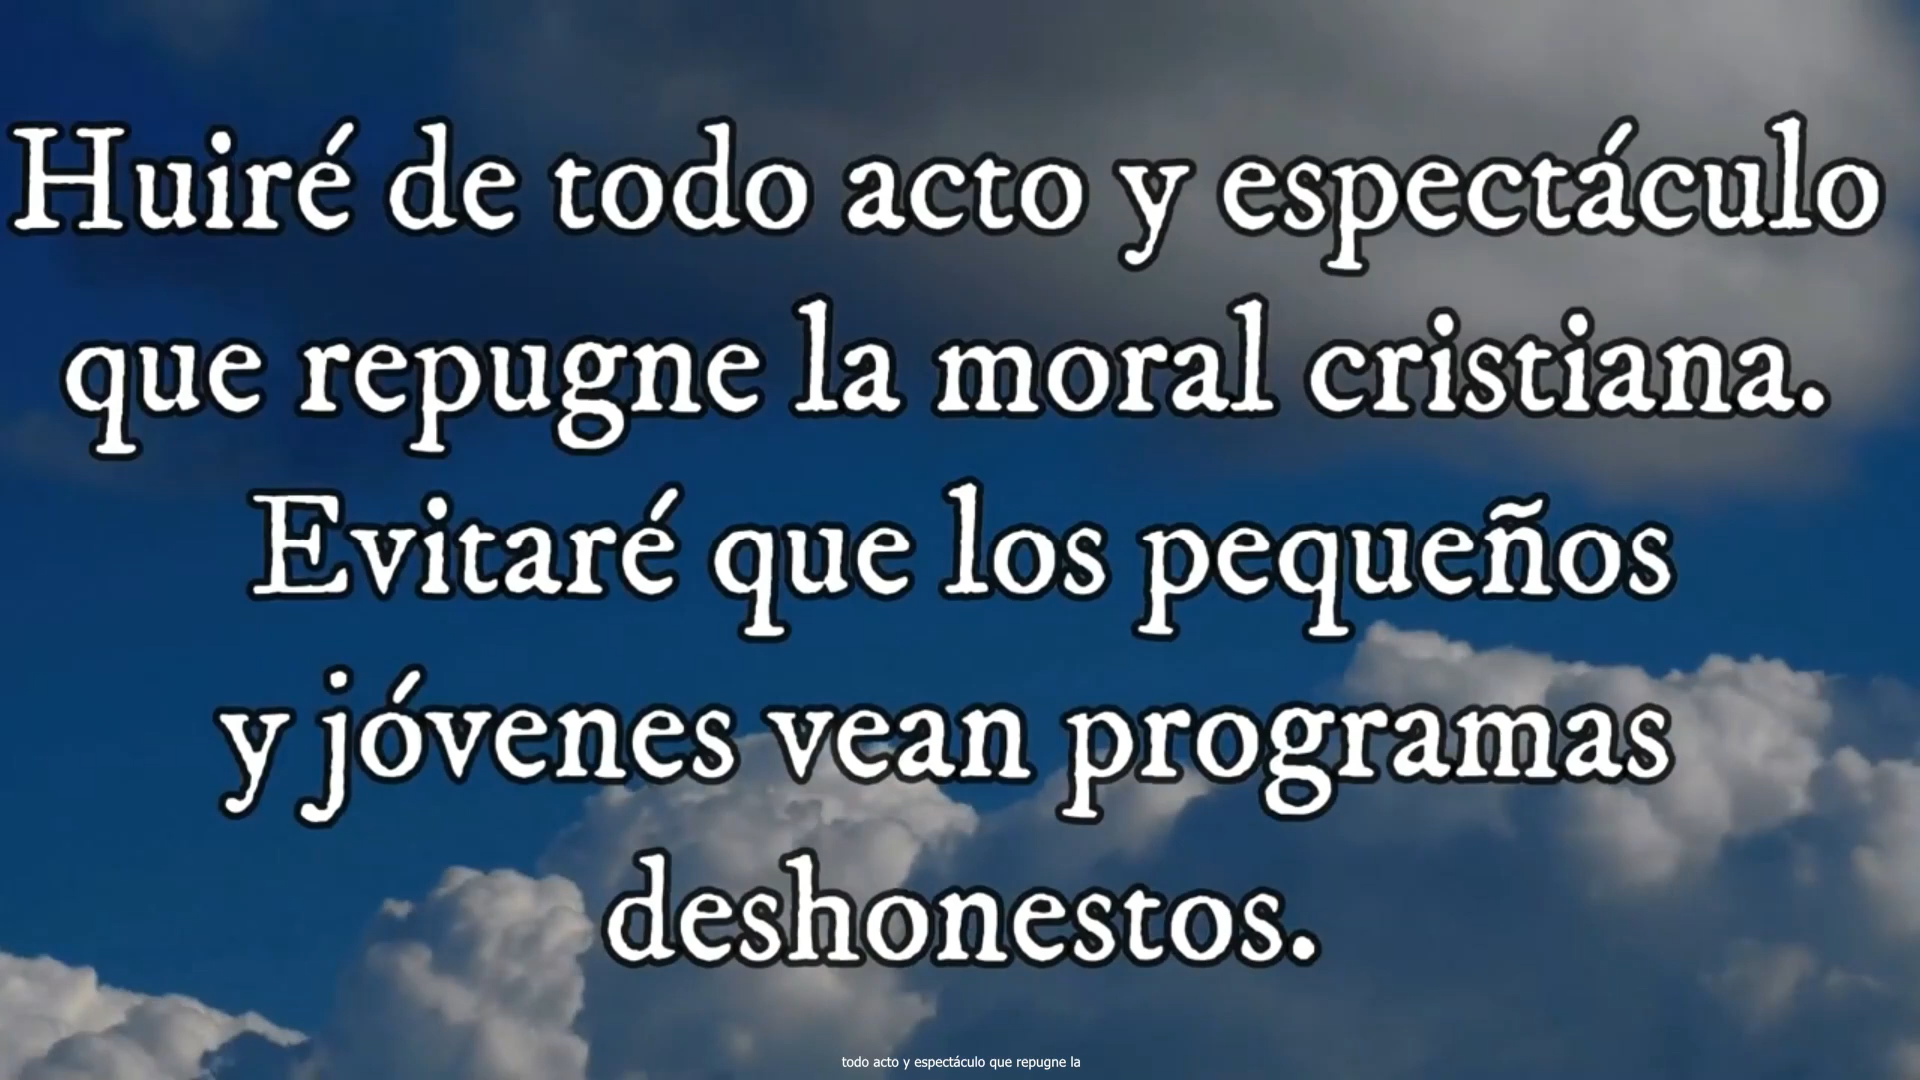 Huiré de todo acto y espectáculo
que repugne la moral cristiana.
Evitaré que los pequeños
y jóvenes vean programas
deshonestos.
todo acto y espectáculo que repugne la